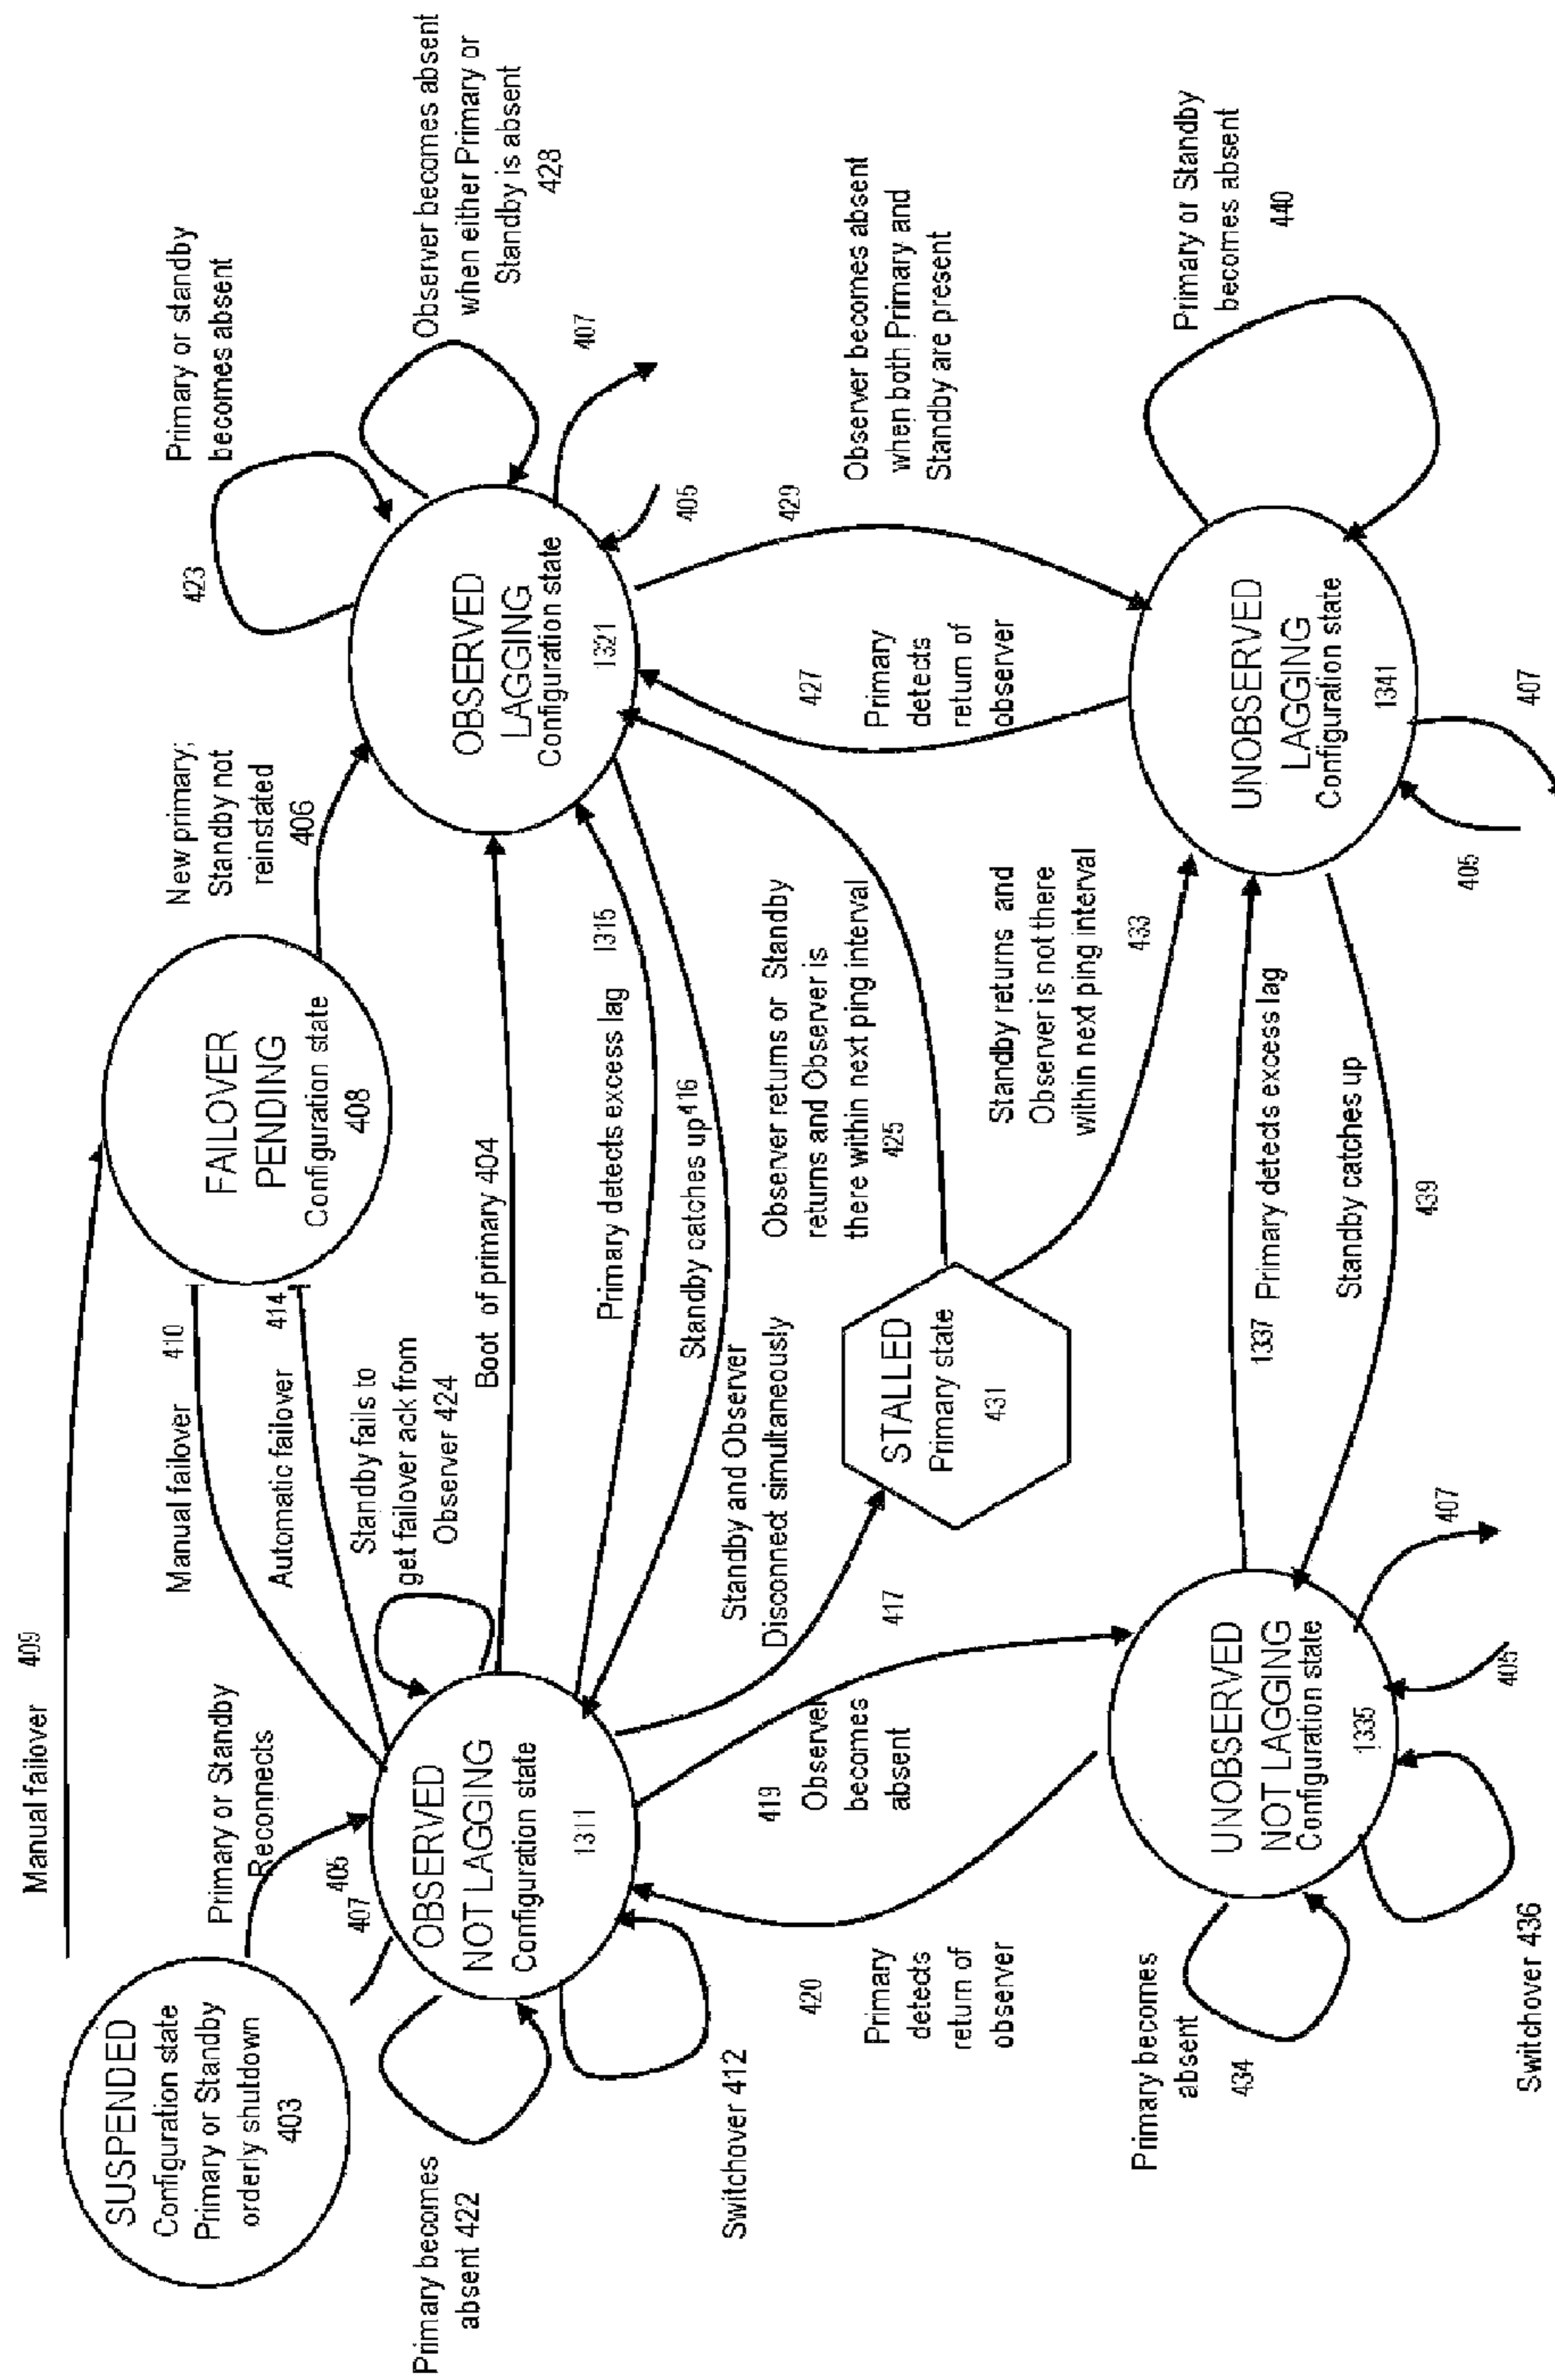 Manual failover 409
SUSPENDED
Configuration state
Primary or Standby
orderly shutdown
403
Primary or Standby
Reconnects
405
407
Manual failover 410
Automatic failover 414
FAILOVER
PENDING
Configuration state
408
New primary;
Standby not
reinstated
406
423
Primary or standby
becomes absent
Observer becomes absent
when either Primary or
Standby is absent
428
Standby fails to
get failover ack from
Observer 424
Primary becomes
absent 422
OBSERVED
NOT LAGGING
Configuration state
1311
Boot of primary 404
Primary detects excess lag 1315
Standby catches up 416
OBSERVED
LAGGING
Configuration state
1321
407
405
Switchover 412
Standby and Observer
Disconnect simultaneously
417
Observer returns or Standby
returns and Observer is
there within next ping interval
425
427
Primary
detects
return of
observer
429
Observer becomes absent
when both Primary and
Standby are present
420
Primary
detects
return of
observer
419
Observer
becomes
absent
STALLED
Primary state
431
Standby returns and
Observer is not there
within next ping interval
433
Primary becomes
absent
434
UNOBSERVED
NOT LAGGING
Configuration state
1335
1337 Primary detects excess lag
Standby catches up
439
UNOBSERVED
LAGGING
Configuration state
1341
Primary or Standby
becomes absent
440
Switchover 436
405
407
405
407